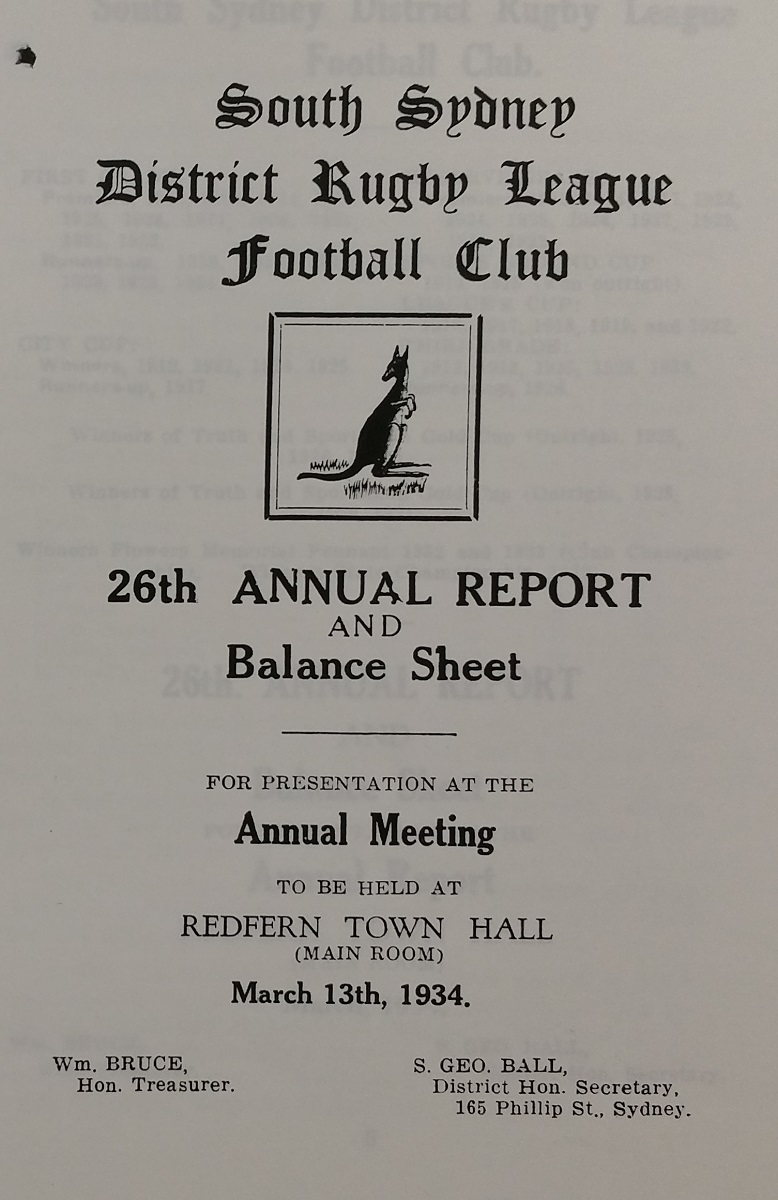 South Sydney
District Rugby League
Football Club
26th ANNUAL REPORT
AND
Balance Sheet
FOR PRESENTATION AT THE
Annual Meeting
TO BE HELD AT
REDFERN TOWN HALL
(MAIN ROOM)
March 13th, 1934.
Wm. BRUCE,
Hon. Treasurer.
S. GEO. BALL,
District Hon. Secretary,
165 Phillip St., Sydney.